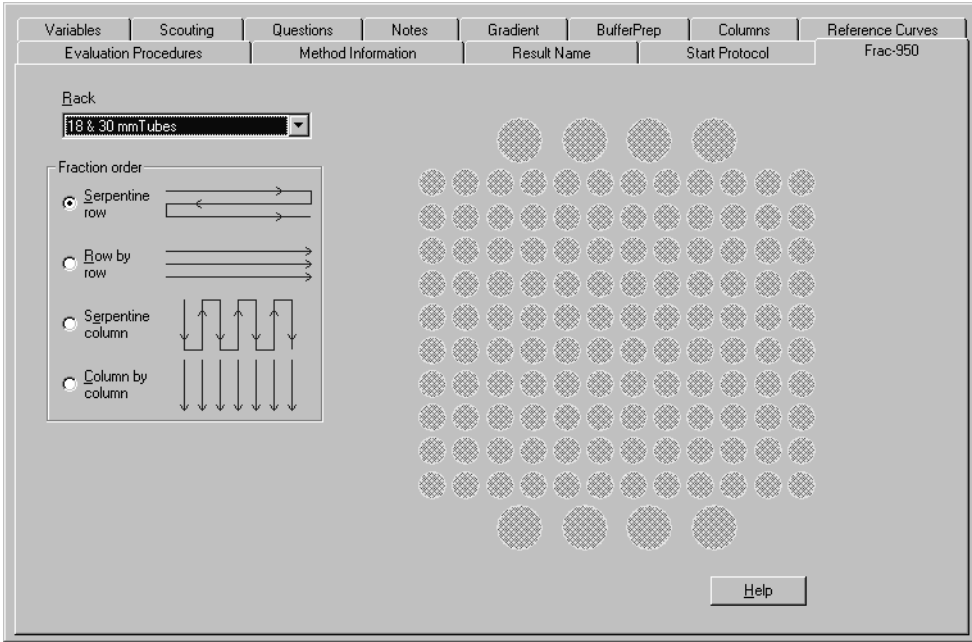 Variables Scouting Questions Notes Gradient BufferPrep Columns Reference Curves
Evaluation Procedures Method Information Result Name Start Protocol Frac-950
Rack
18 & 30 mmTubes
Fraction order
Serpentine
row
Row by
row
Serpentine
column
Column by
column
Help